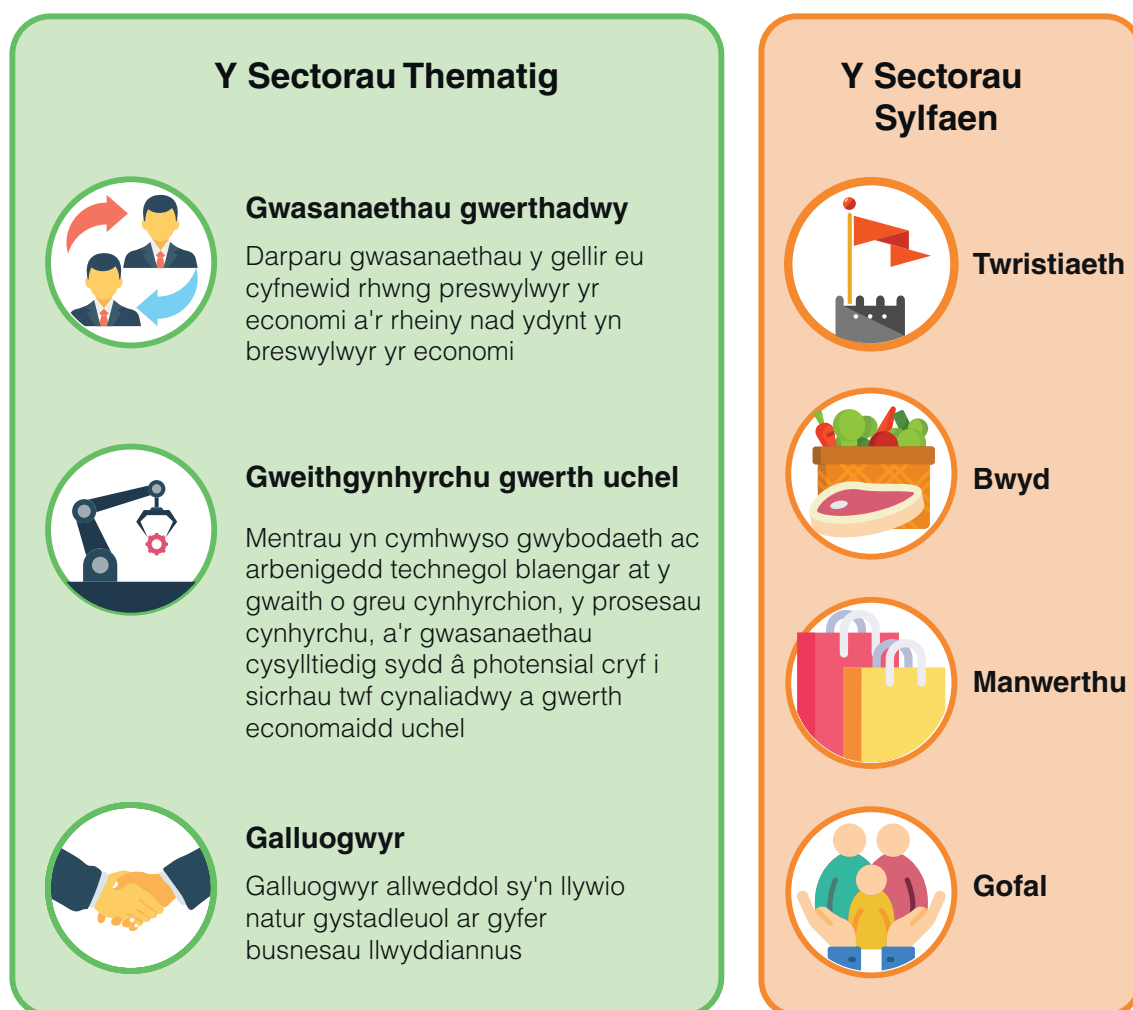 Y Sectorau Thematig
Gwasanaethau gwerthadwy
Darparu gwasanaethau y gellir eu
cyfnewid rhwng preswylwyr yr
economi a'r rheiny nad ydynt yn
breswylwyr yr economi
Gweithgynhyrchu gwerth uchel
Mentrau yn cymhwyso gwybodaeth ac
arbenigedd technegol blaengar at y
gwaith o greu cynhyrchion, y prosesau
cynhyrchu, a'r gwasanaethau
cysylltiedig sydd â photensial cryf i
sicrhau twf cynaliadwy a gwerth
economaidd uchel
Galluogwyr
Galluogwyr allweddol sy'n llywio
natur gystadleuol ar gyfer
busnesau llwyddiannus
Y Sectorau
Sylfaen
Twristiaeth
Bwyd
Manwerthu
Gofal